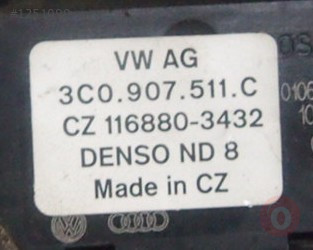 VW AG
3C0.907.511.C
CZ 116880-3432
DENSO ND 8
Made in CZ